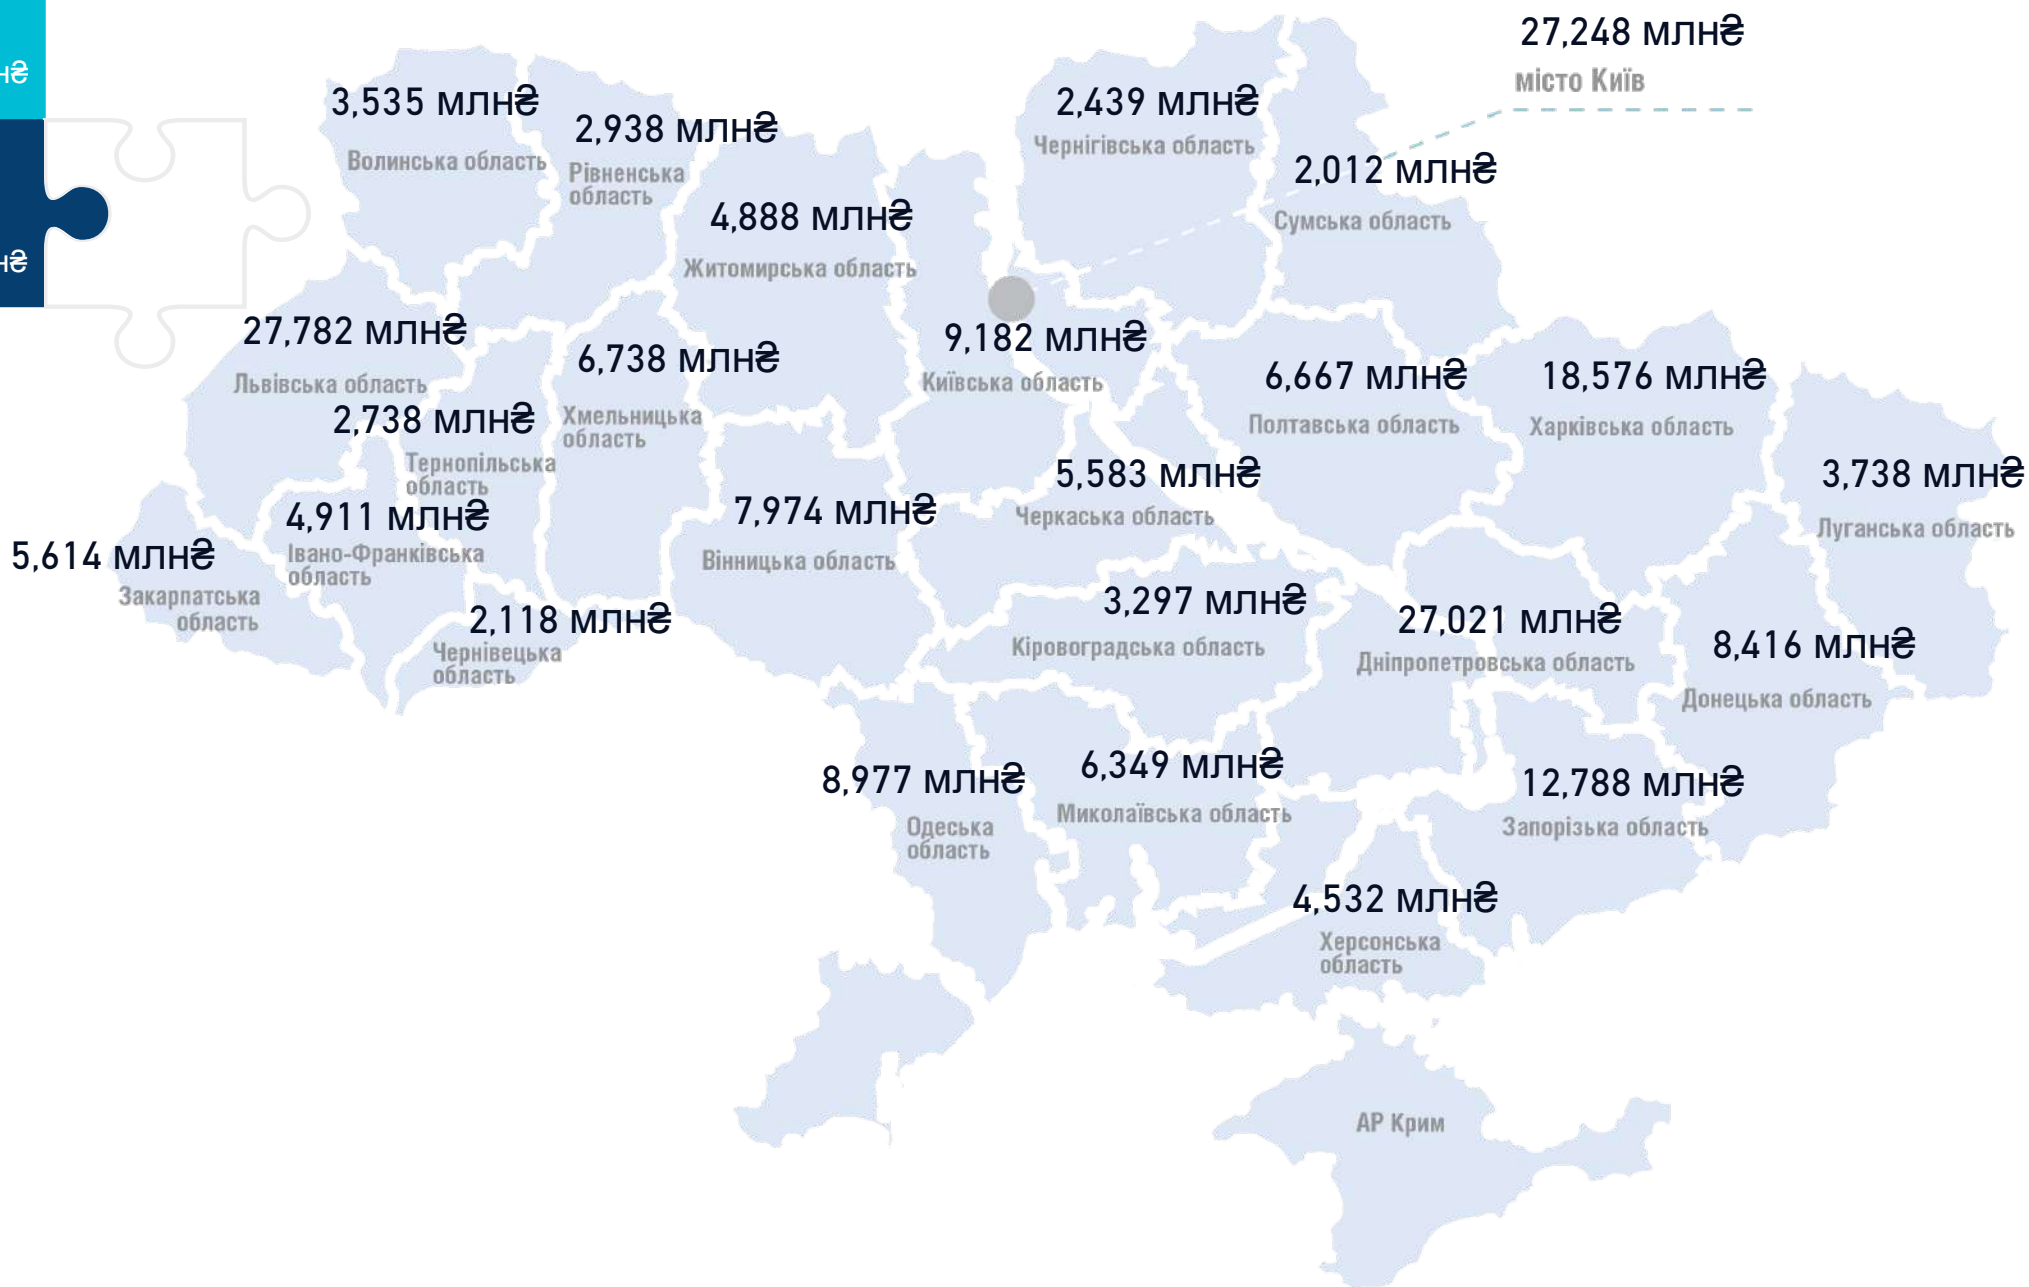 27,248 млн₴
місто Київ
н₴
3,535 млн₴
Волинська область
2,938 млн₴
Рівненська
область
2,439 млн₴
Чернігівська область
2,012 млн₴
Сумська область
4,888 млн₴
Житомирська область
н₴
27,782 млн₴
Львівська область
6,738 млн₴
Хмельницька
область
9,182 млн₴
Київська область
6,667 млн₴
Полтавська область
18,576 млн₴
Харківська область
2,738 млн₴
Тернопільська
область
5,583 млн₴
Черкаська область
3,738 млн₴
Луганська область
4,911 млн₴
Івано-Франківська
область
7,974 млн₴
Вінницька область
5,614 млн₴
Закарпатська
область
2,118 млн₴
Чернівецька
область
3,297 млн₴
Кіровоградська область
27,021 млн₴
Дніпропетровська область
8,416 млн₴
Донецька область
8,977 млн₴
Одеська
область
6,349 млн₴
Миколаївська область
12,788 млн₴
Запорізька область
4,532 млн₴
Херсонська
область
АР Крим